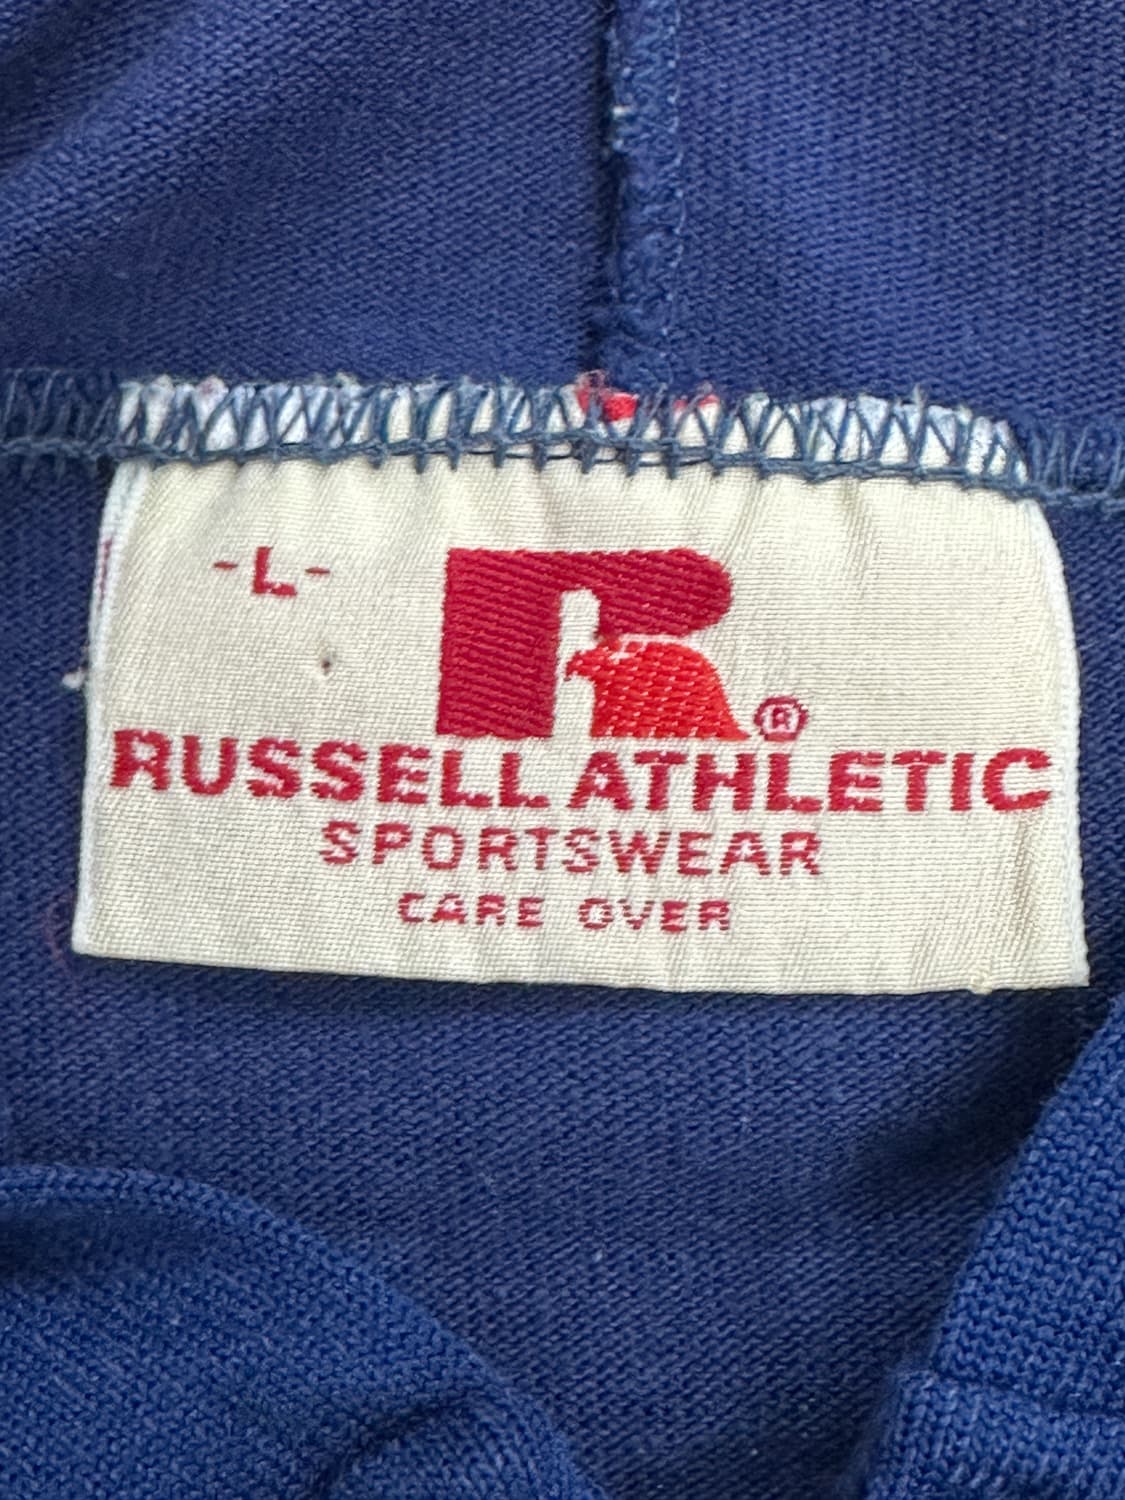 -L-
R ®
RUSSELL ATHLETIC
SPORTSWEAR
CARE OVER